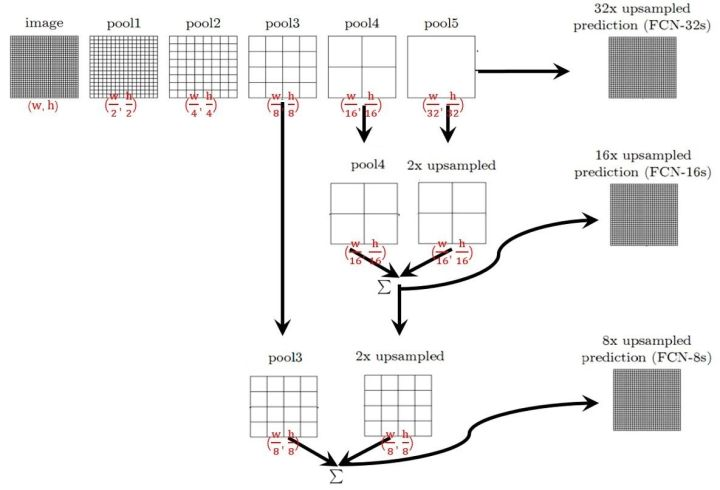 image pool1 pool2 pool3 pool4 pool5
32x upsampled
prediction (FCN-32s)
(w, h)
(w/2, h/2)
(w/4, h/4)
(w/8, h/8)
(w/16, h/16)
(w/32, h/32)
pool4 2x upsampled
16x upsampled
prediction (FCN-16s)
(w/16, h/16)
(w/16, h/16)
Σ
pool3 2x upsampled
8x upsampled
prediction (FCN-8s)
(w/8, h/8)
(w/8, h/8)
Σ